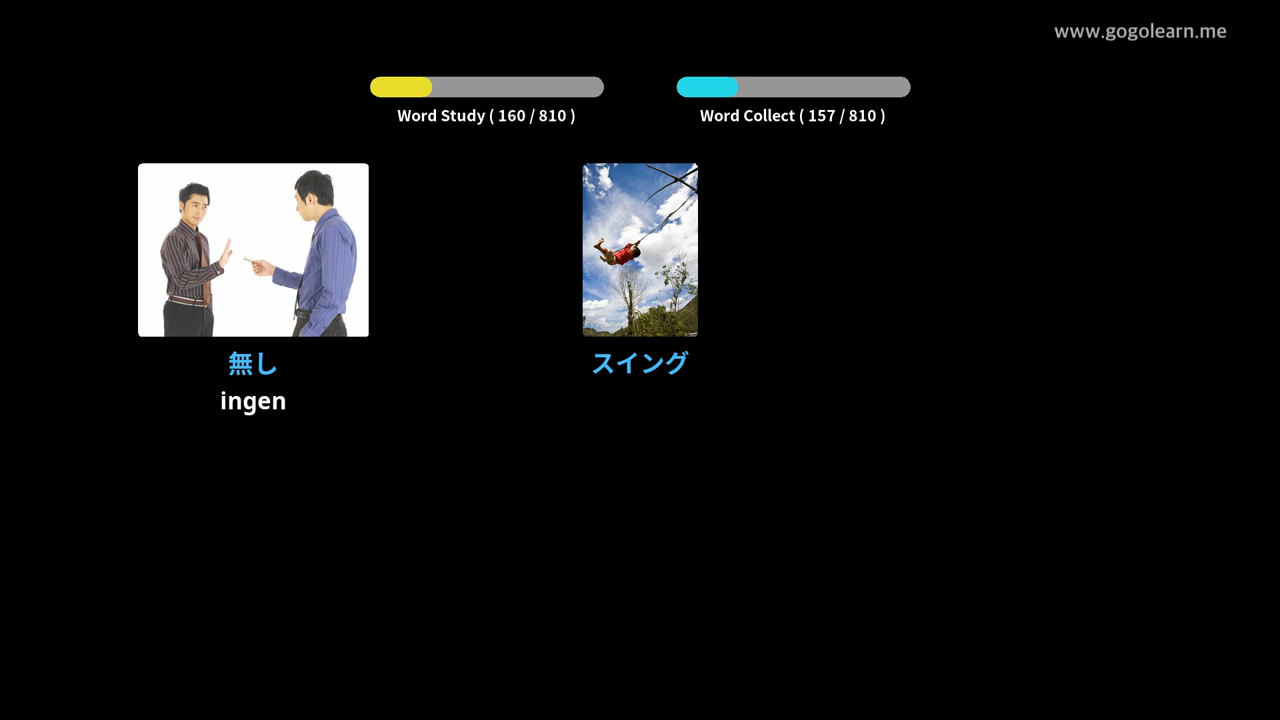 www.gogolearn.me
Word Study ( 160 / 810 )
Word Collect ( 157 / 810 )
無し
ingen
スイング